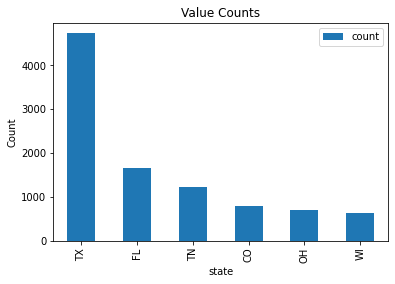 Value Counts
count
Count
4000
3000
2000
1000
0
TX
FL
TN
CO
OH
WI
state